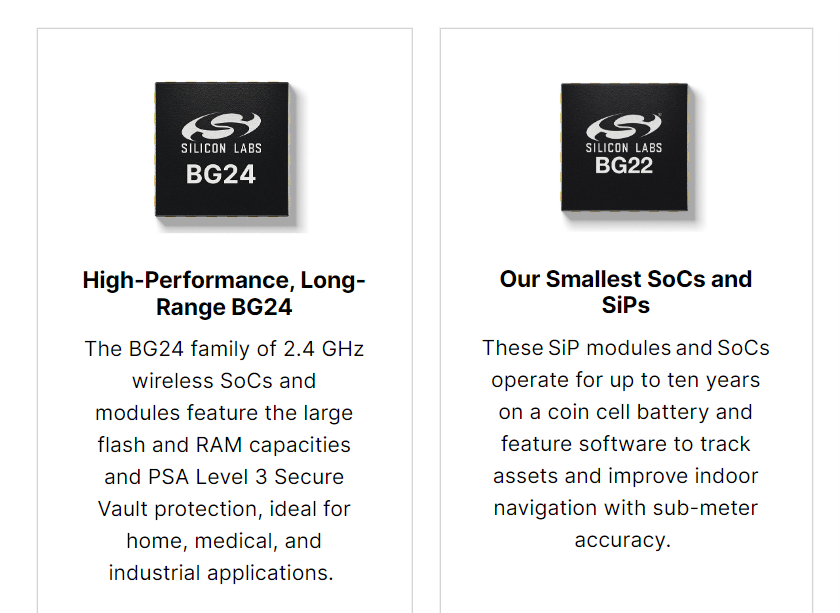 SILICON LABS
BG24
High-Performance, Long-
Range BG24
The BG24 family of 2.4 GHz
wireless SoCs and
modules feature the large
flash and RAM capacities
and PSA Level 3 Secure
Vault protection, ideal for
home, medical, and
industrial applications.
SILICON LABS
BG22
Our Smallest SoCs and
SiPs
These SiP modules and SoCs
operate for up to ten years
on a coin cell battery and
feature software to track
assets and improve indoor
navigation with sub-meter
accuracy.